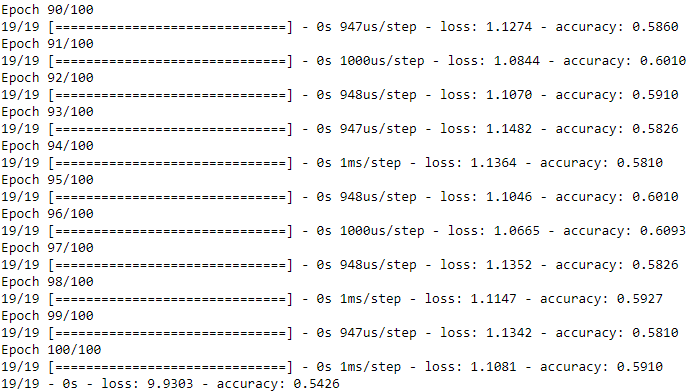 Epoch 90/100
19/19 [==============================] - 0s 947us/step - loss: 1.1274 - accuracy: 0.5860
Epoch 91/100
19/19 [==============================] - 0s 1000us/step - loss: 1.0844 - accuracy: 0.6010
Epoch 92/100
19/19 [==============================] - 0s 948us/step - loss: 1.1070 - accuracy: 0.5910
Epoch 93/100
19/19 [==============================] - 0s 947us/step - loss: 1.1482 - accuracy: 0.5826
Epoch 94/100
19/19 [==============================] - 0s 1ms/step - loss: 1.1364 - accuracy: 0.5810
Epoch 95/100
19/19 [==============================] - 0s 948us/step - loss: 1.1046 - accuracy: 0.6010
Epoch 96/100
19/19 [==============================] - 0s 1000us/step - loss: 1.0665 - accuracy: 0.6093
Epoch 97/100
19/19 [==============================] - 0s 948us/step - loss: 1.1352 - accuracy: 0.5826
Epoch 98/100
19/19 [==============================] - 0s 1ms/step - loss: 1.1147 - accuracy: 0.5927
Epoch 99/100
19/19 [==============================] - 0s 947us/step - loss: 1.1342 - accuracy: 0.5810
Epoch 100/100
19/19 [==============================] - 0s 1ms/step - loss: 1.1081 - accuracy: 0.5910
19/19 - 0s - loss: 9.9303 - accuracy: 0.5426